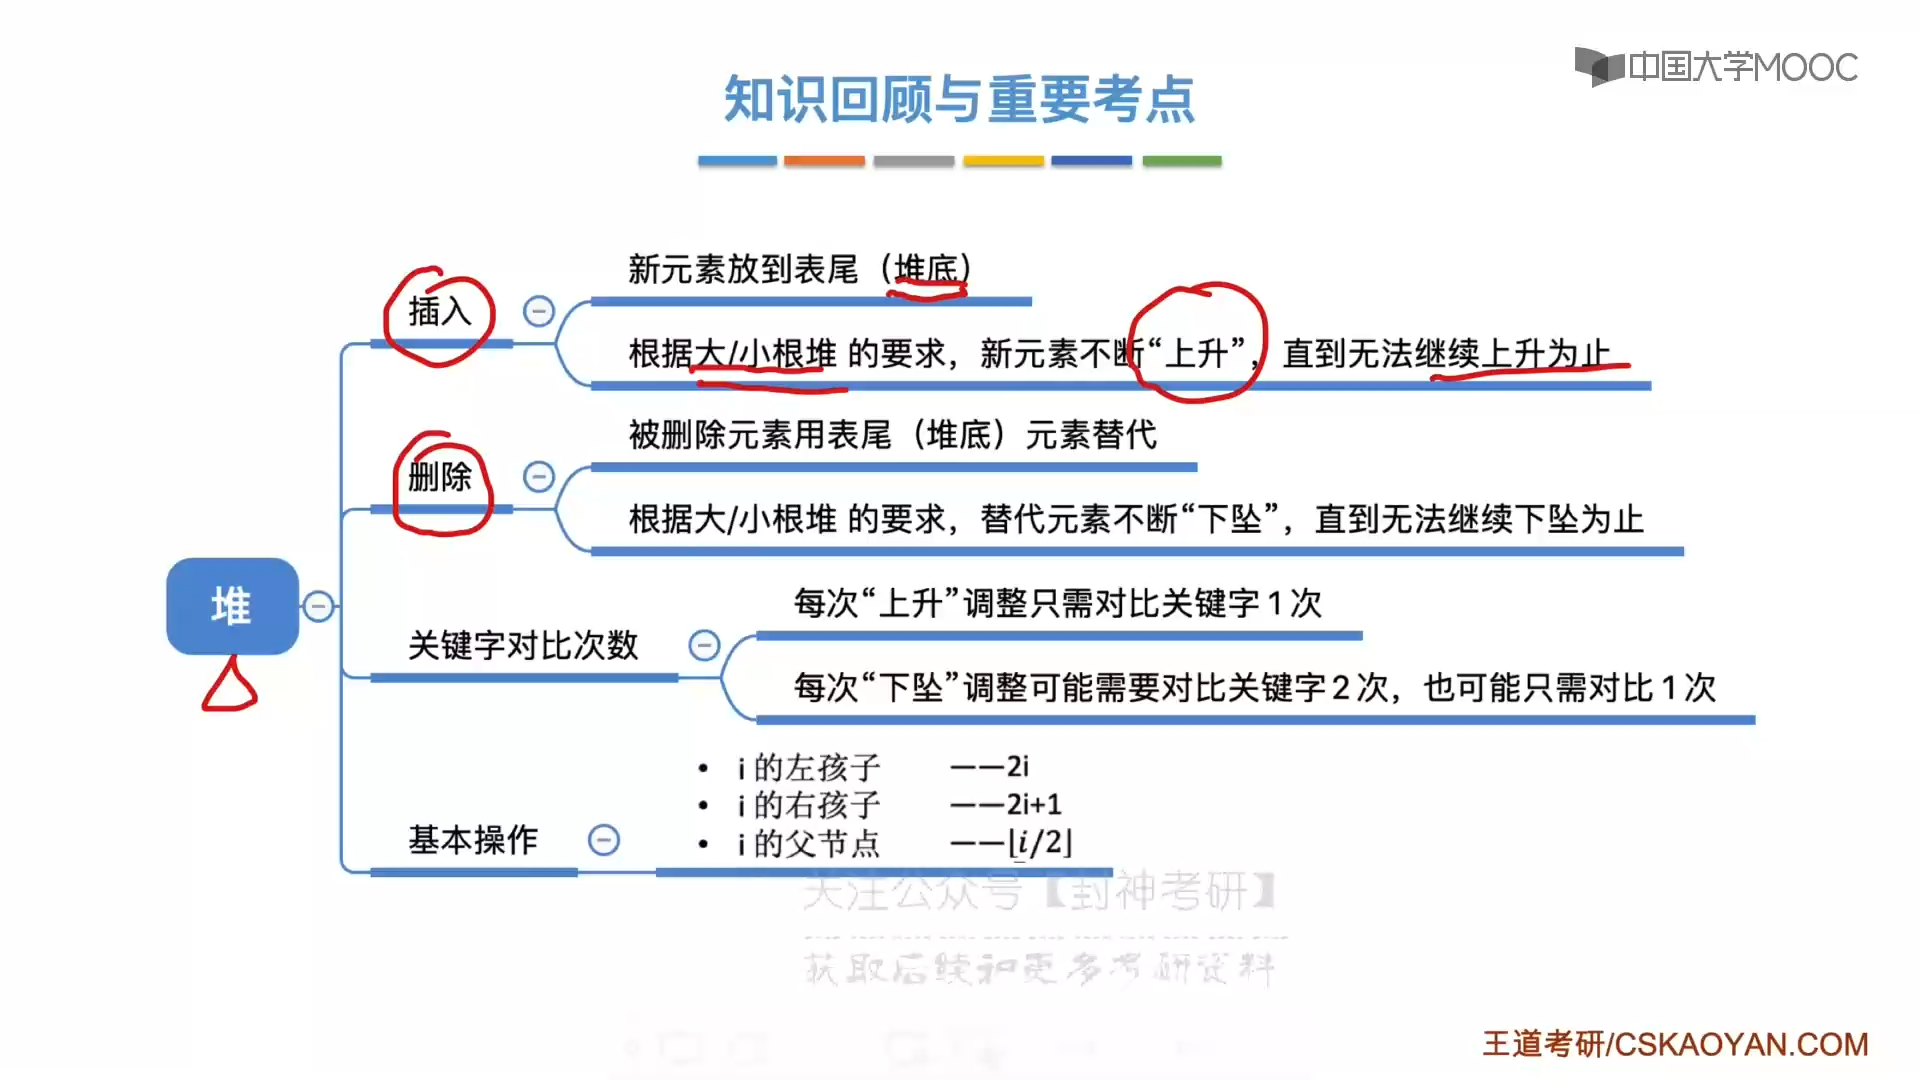 中国大学MOOC
知识回顾与重要考点
插入
新元素放到表尾（堆底）
根据大/小根堆 的要求，新元素不断“上升”，直到无法继续上升为止
删除
被删除元素用表尾（堆底）元素替代
根据大/小根堆 的要求，替代元素不断“下坠”，直到无法继续下坠为止
堆
关键字对比次数
每次“上升”调整只需对比关键字1次
每次“下坠”调整可能需要对比关键字2次，也可能只需对比1次
基本操作
• i 的左孩子 ——2i
• i 的右孩子 ——2i+1
• i 的父节点 ——⌊i/2⌋
关注公众号【封神考研】
获取后续和更多考研资料
王道考研/CSKAOYAN.COM